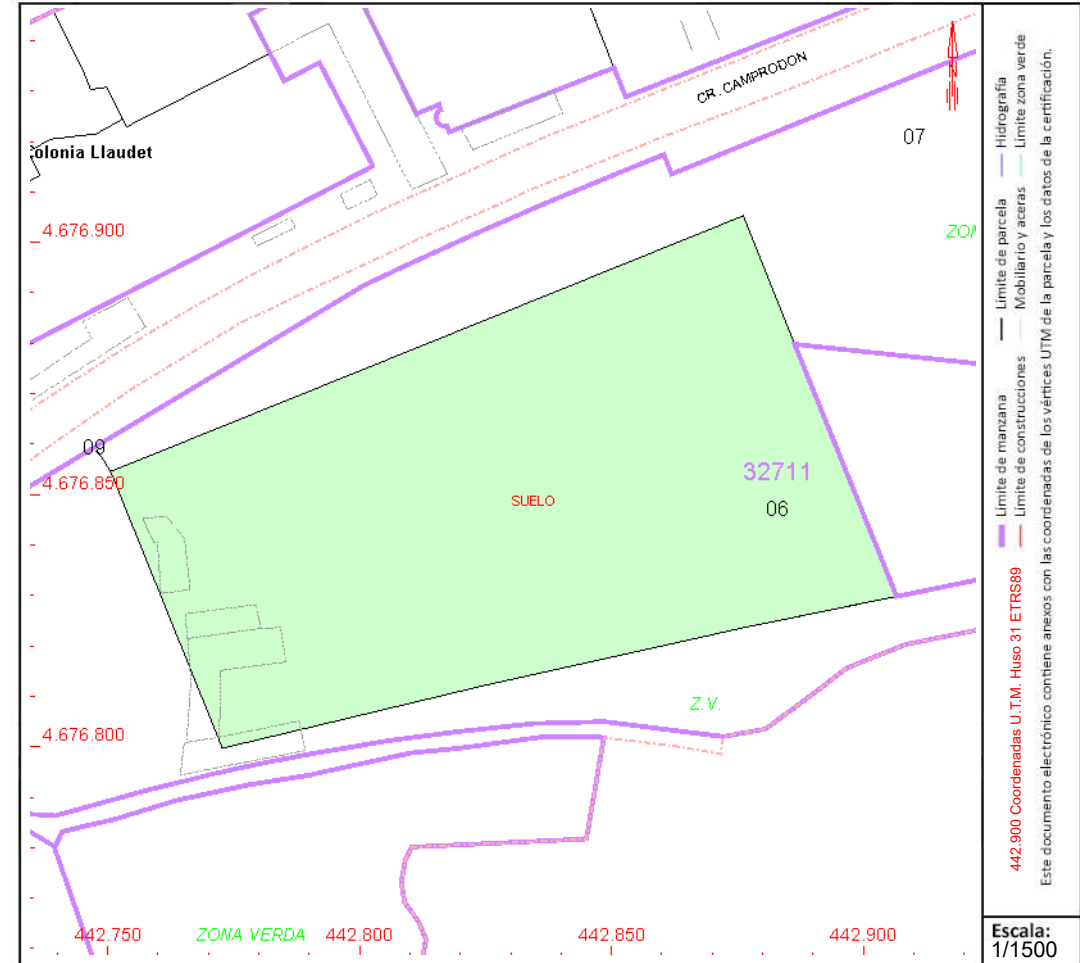 CR. CAMPRODON
07
olonia Llaudet
4.676.900
ZON
09
4.676.850
32711
SUELO
06
Z.V.
4.676.800
442.750
ZONA VERDA
442.800
442.850
442.900
Límite de manzana
Límite de parcela
Hidrografía
442.900 Coordenadas U.T.M. Huso 31 ETRS89
Límite de construcciones
Mobiliario y aceras
Límite zona verde
Este documento electrónico contiene anexos con las coordenadas de los vértices UTM de la parcela y los datos de la certificación.
Escala:
1/1500